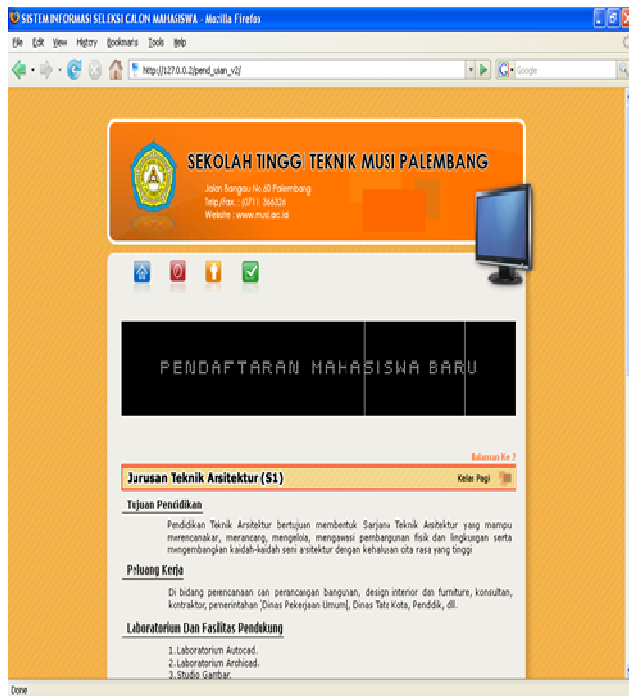 SISTEM INFORMASI SELEKSI CALON MAHASISWA - Mozilla Firefox
File Edit View History Bookmarks Tools Help
http://127.0.0.2/pend_ujian_v2/ Google
SEKOLAH TINGGI TEKNIK MUSI PALEMBANG
Jalan Bangau No.60 Palembang
Telp./Fax. : (0711) 366326
Website : www.musi.ac.id
PENDAFTARAN MAHASISWA BARU
Halaman Ke 2
Jurusan Teknik Arsitektur (S1) Kelas Pagi
Tujuan Pendidikan
Pendidikan Teknik Arsitektur bertujuan membentuk Sarjana Teknik Arsitektur yang mampu
merencanakan, merancang, mengelola, mengawasi pembangunan fisik dan lingkungan serta
mengembangkan kaidah-kaidah seni arsitektur dengan kehalusan cita rasa yang tinggi
Peluang Kerja
Di bidang perencanaan dan perancangan bangunan, design interior dan furniture, konsultan,
kontraktor, pemerintahan (Dinas Pekerjaan Umum), Dinas Tata Kota, Pendidik, dll.
Laboratorium Dan Fasilitas Pendukung
1.Laboratorium Autocad.
2.Laboratorium Archicad.
3.Studio Gambar.
Done